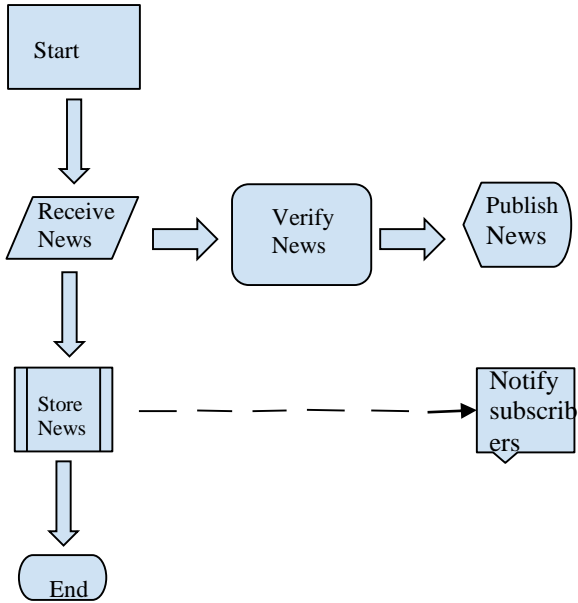 Start
Receive
News
Verify
News
Publish
News
Store
News
Notify
subscrib
ers
End